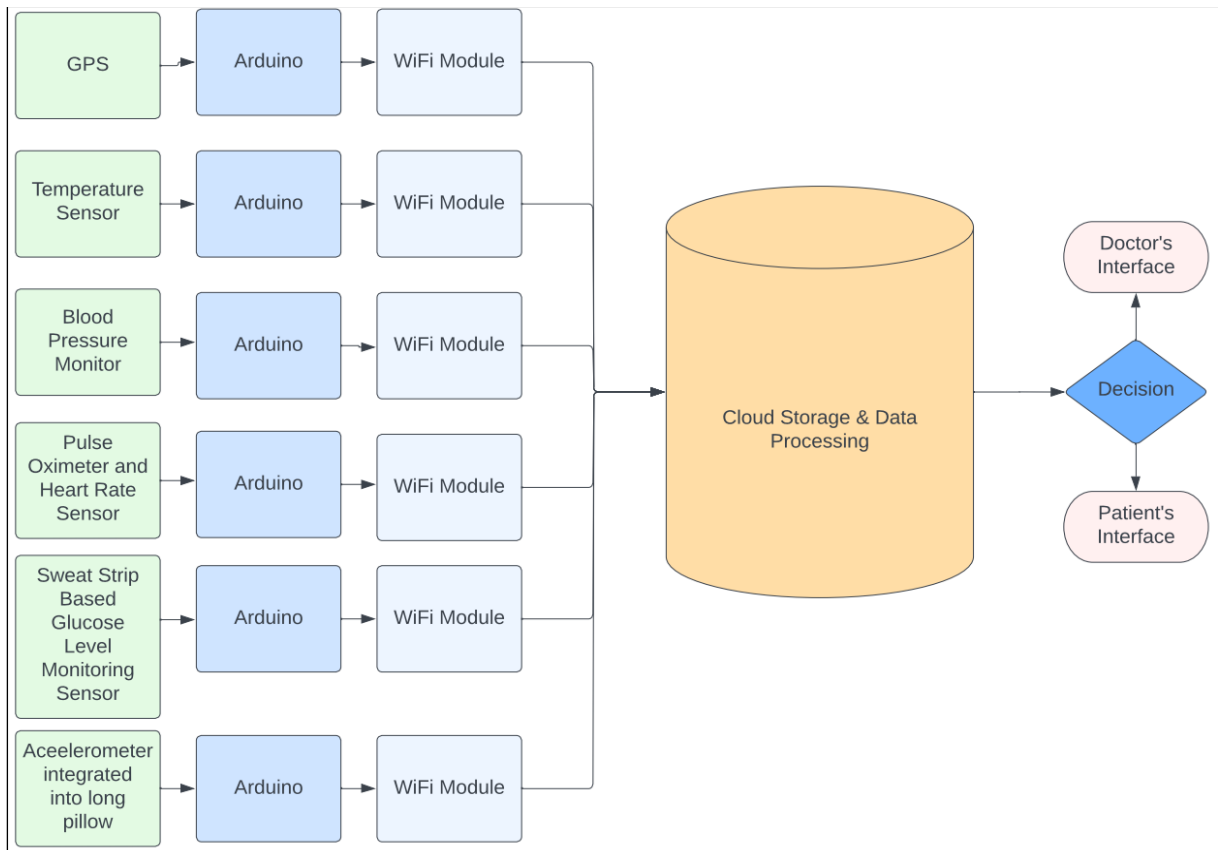 GPS
Arduino
WiFi Module
Temperature
Sensor
Arduino
WiFi Module
Blood
Pressure
Monitor
Arduino
WiFi Module
Pulse
Oximeter and
Heart Rate
Sensor
Arduino
WiFi Module
Sweat Strip
Based
Glucose
Level
Monitoring
Sensor
Arduino
WiFi Module
Aceelerometer
integrated
into long
pillow
Arduino
WiFi Module
Cloud Storage & Data
Processing
Doctor's
Interface
Decision
Patient's
Interface